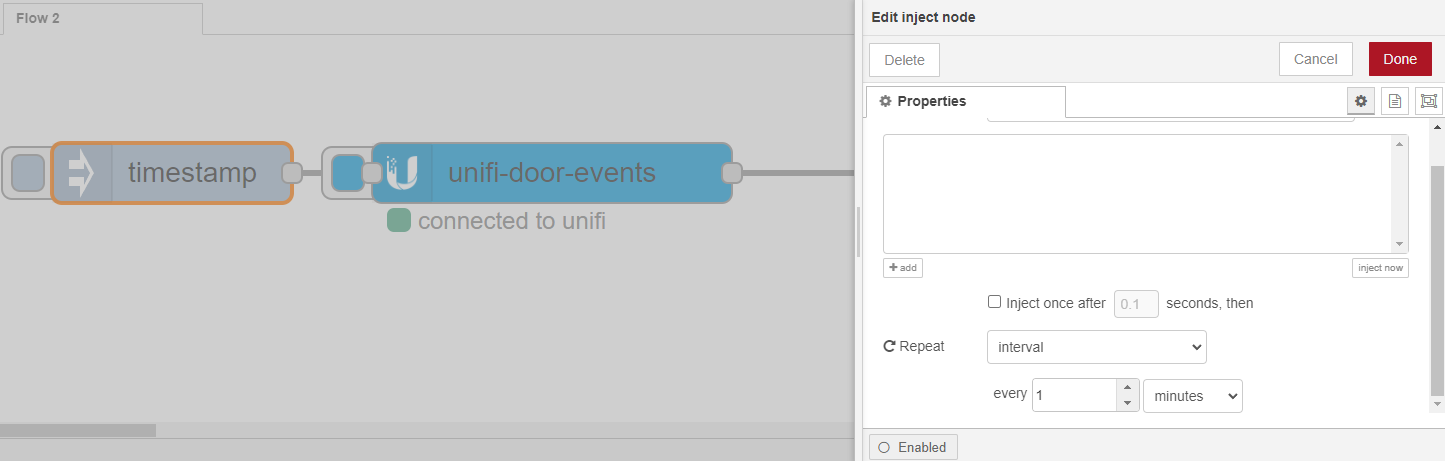 Flow 2
timestamp
unifi-door-events
connected to unifi
Edit inject node
Delete
Cancel
Done
Properties
add
inject now
Inject once after 0.1 seconds, then
Repeat
interval
every 1 minutes
Enabled